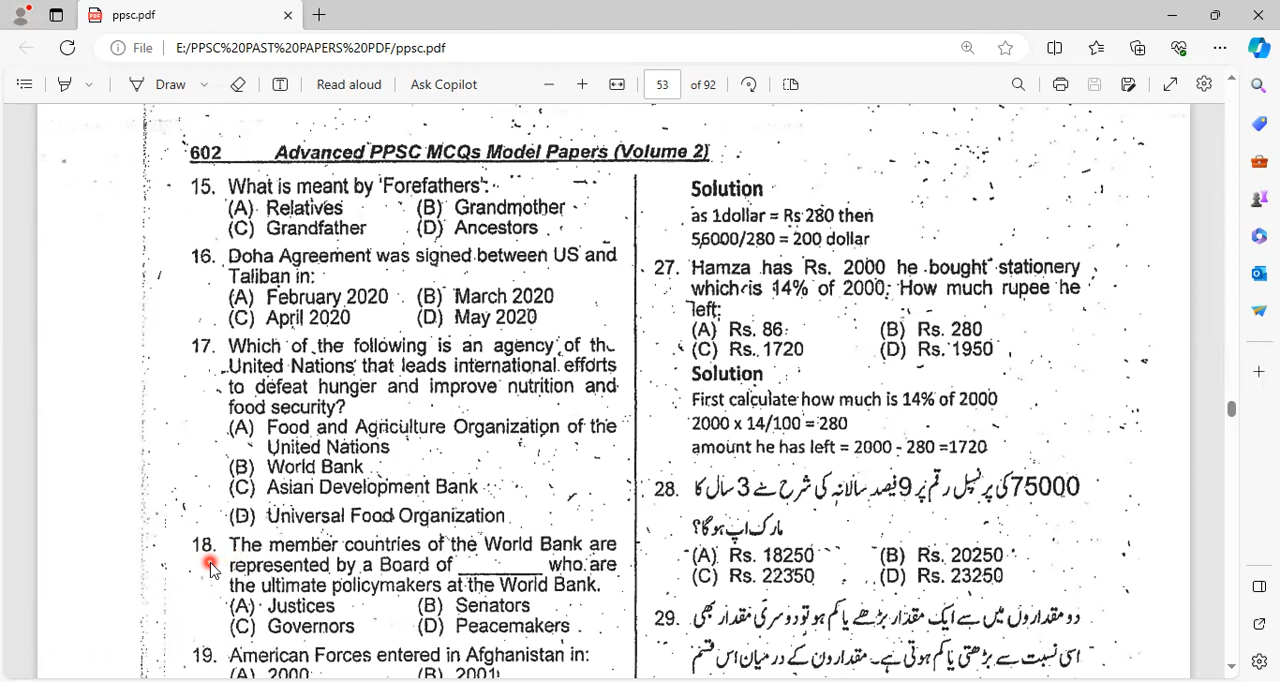 ppsc.pdf
File
E:/PPSC%20PAST%20PAPERS%20PDF/ppsc.pdf
Draw
Read aloud
Ask Copilot
53 of 92
602 Advanced PPSC MCQs Model Papers (Volume 2)
15. What is meant by 'Forefathers':
(A) Relatives (B) Grandmother
(C) Grandfather (D) Ancestors
16. Doha Agreement was signed between US and
Taliban in:
(A) February 2020 (B) March 2020
(C) April 2020 (D) May 2020
17. Which of the following is an agency of the
United Nations that leads international efforts
to defeat hunger and improve nutrition and
food security?
(A) Food and Agriculture Organization of the
United Nations
(B) World Bank
(C) Asian Development Bank
(D) Universal Food Organization
18. The member countries of the World Bank are
represented by a Board of ________ who are
the ultimate policymakers at the World Bank.
(A) Justices (B) Senators
(C) Governors (D) Peacemakers
19. American Forces entered in Afghanistan in:
(A) 2000 (B) 2001
Solution
as 1dollar = Rs 280 then
56000/280 = 200 dollar
27. Hamza has Rs. 2000 he bought stationery
which is 14% of 2000. How much rupee he
left:
(A) Rs. 86 (B) Rs. 280
(C) Rs. 1720 (D) Rs. 1950
Solution
First calculate how much is 14% of 2000
2000 x 14/100 = 280
amount he has left = 2000 - 280 =1720
28. 75000 کی پرنسپل رقم پر 9 فیصد سالانہ کی شرح سے 3 سال کا
مارک اپ ہوگا؟
(A) Rs. 18250 (B) Rs. 20250
(C) Rs. 22350 (D) Rs. 23250
29. دو مقداروں میں سے ایک مقدار بڑھے یا کم ہو تو دوسری مقدار بھی
اسی نسبت سے بڑھتی یا کم ہوتی ہے۔ مقداروں کے درمیان اس قسم